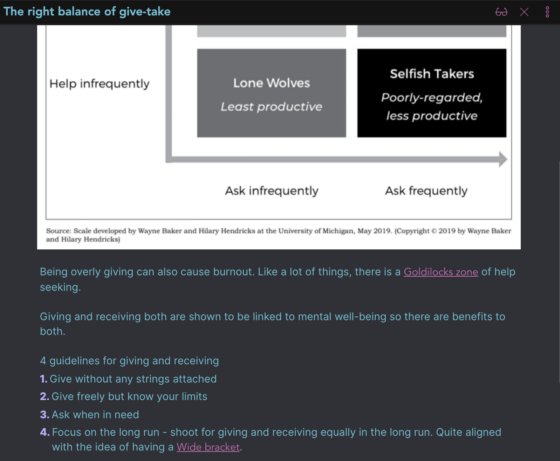 The right balance of give-take
Help infrequently
Lone Wolves
Least productive
Selfish Takers
Poorly-regarded,
less productive
Ask infrequently
Ask frequently
Source: Scale developed by Wayne Baker and Hilary Hendricks at the University of Michigan, May 2019. (Copyright © 2019 by Wayne Baker
and Hilary Hendricks)
Being overly giving can also cause burnout. Like a lot of things, there is a Goldilocks zone of help
seeking.
Giving and receiving both are shown to be linked to mental well-being so there are benefits to
both.
4 guidelines for giving and receiving
1. Give without any strings attached
2. Give freely but know your limits
3. Ask when in need
4. Focus on the long run - shoot for giving and receiving equally in the long run. Quite aligned
with the idea of having a Wide bracket.